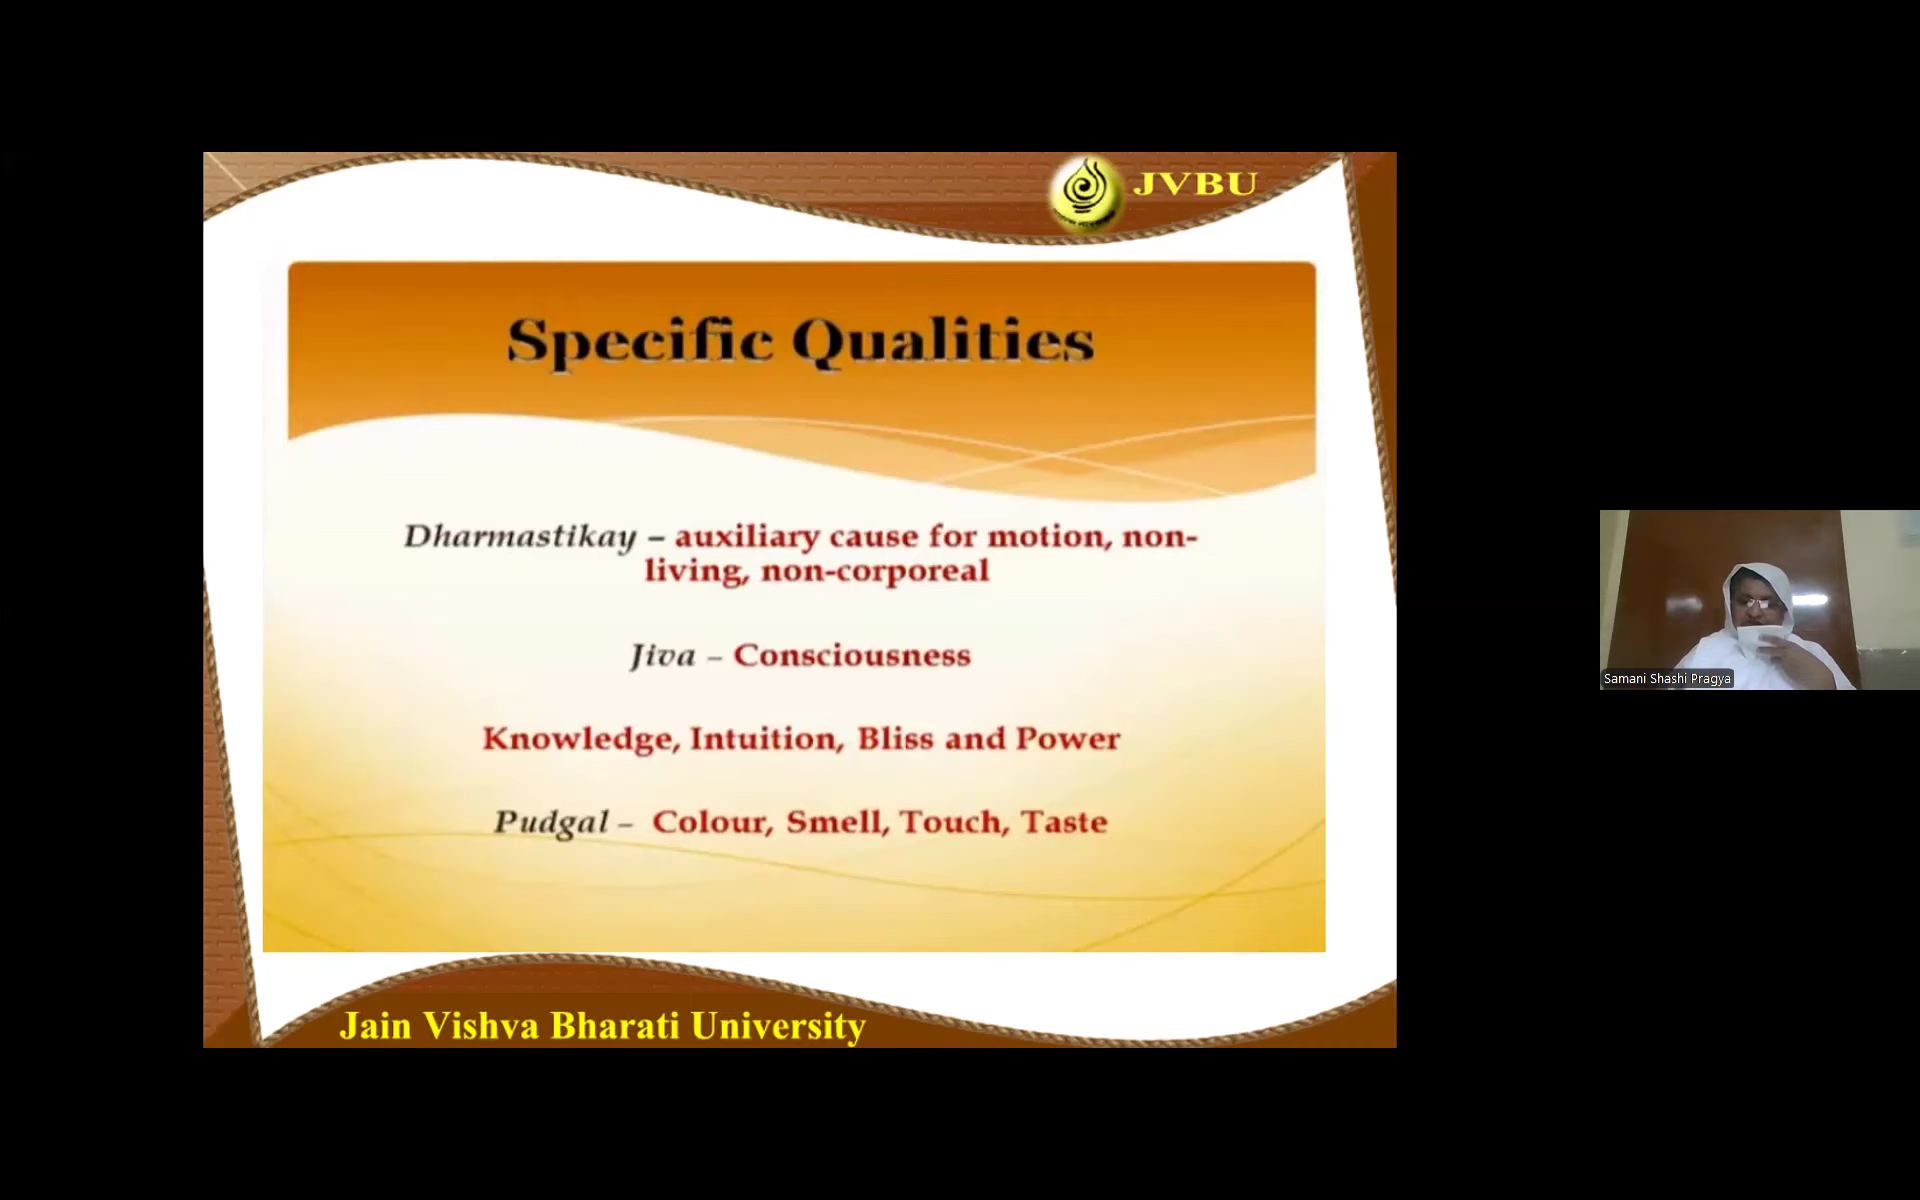 JVBU
Specific Qualities
Dharmastikay – auxiliary cause for motion, non-
living, non-corporeal
Jiva – Consciousness
Knowledge, Intuition, Bliss and Power
Pudgal – Colour, Smell, Touch, Taste
Samani Shashi Pragya
Jain Vishva Bharati University